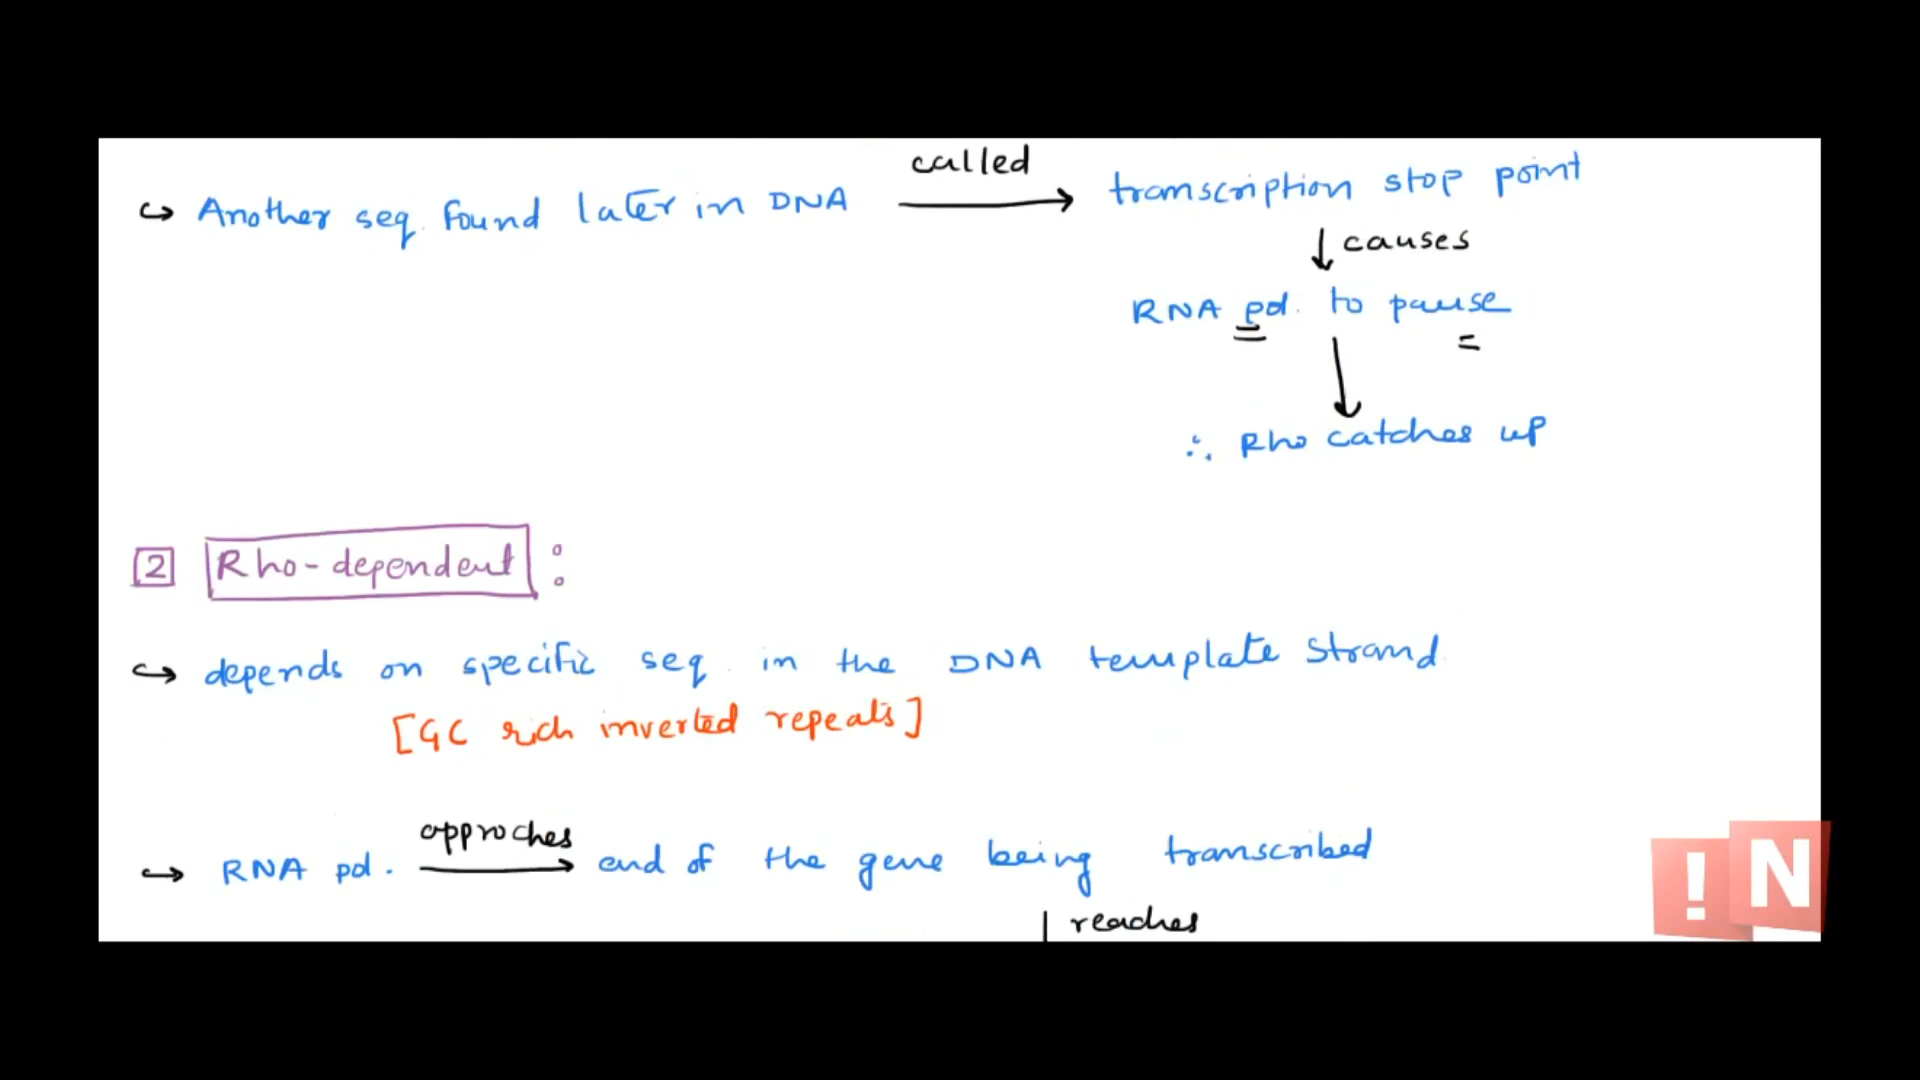 ↪ Another seq. found later in DNA called → transcription stop point
↓ causes
RNA pol. to pause
↓
∴ Rho catches up
2 Rho-dependent :
↪ depends on specific seq. in the DNA template strand
[GC rich inverted repeats]
↪ RNA pol. approches → end of the gene being transcribed
reaches
! N